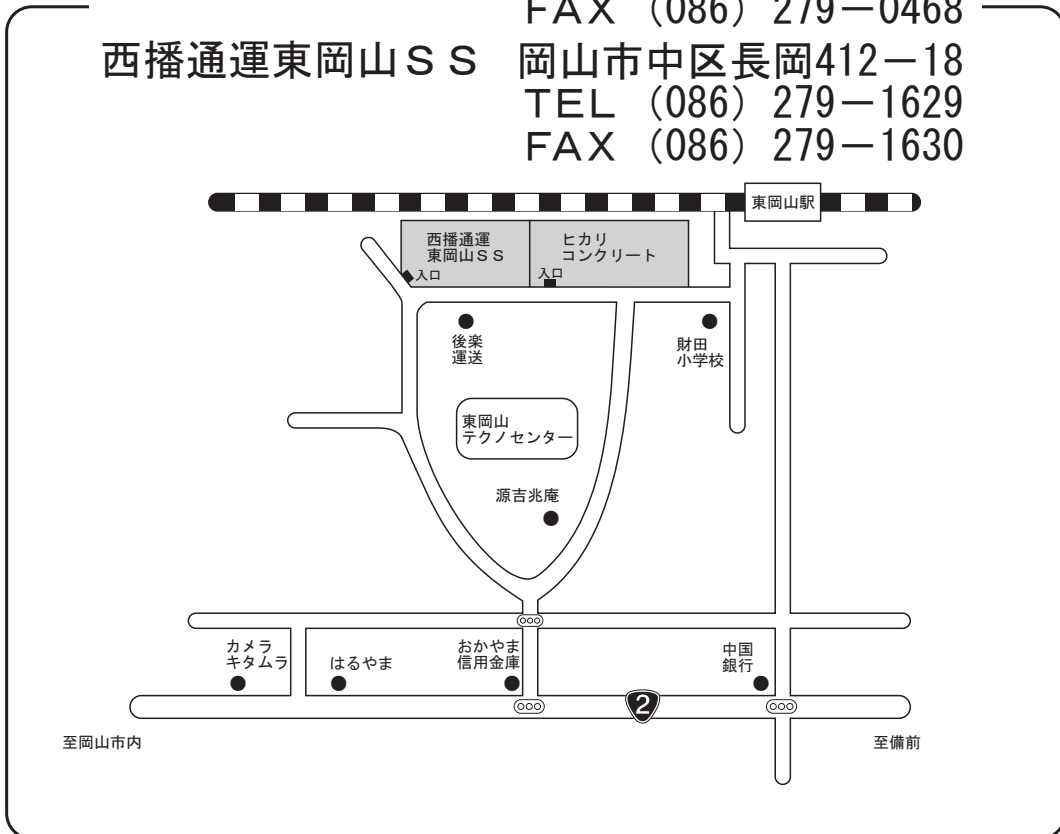 FAX （086）279－0468
西播通運東岡山ＳＳ　岡山市中区長岡412－18
TEL （086）279－1629
FAX （086）279－1630
東岡山駅
西播通運
東岡山ＳＳ
ヒカリ
コンクリート
入口
入口
後楽
運送
財田
小学校
東岡山
テクノセンター
源吉兆庵
カメラ
キタムラ
はるやま
おかやま
信用金庫
中国
銀行
2
至岡山市内
至備前